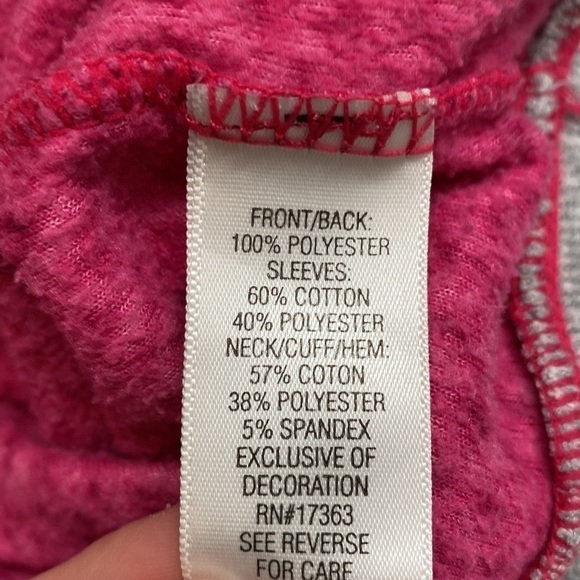 FRONT/BACK:
100% POLYESTER
SLEEVES:
60% COTTON
40% POLYESTER
NECK/CUFF/HEM:
57% COTON
38% POLYESTER
5% SPANDEX
EXCLUSIVE OF
DECORATION
RN#17363
SEE REVERSE
FOR CARE